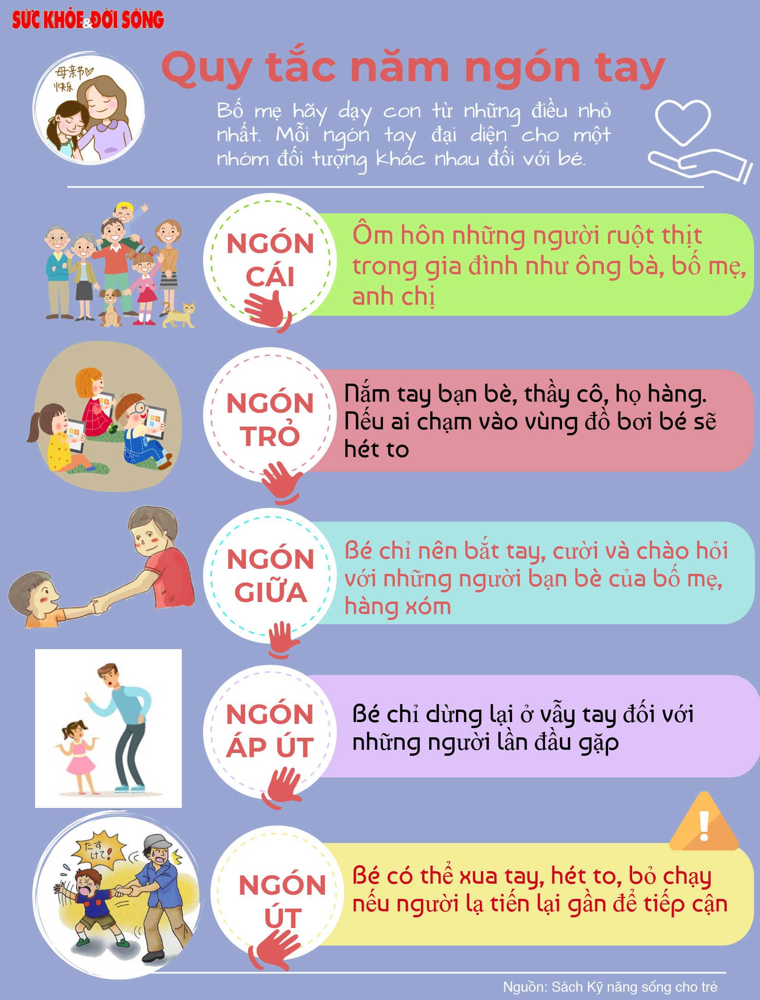 SỨC KHỎE & ĐỜI SỐNG
Quy tắc năm ngón tay
母亲节
快乐
Bố mẹ hãy dạy con từ những điều nhỏ
nhất. Mỗi ngón tay đại diện cho một
nhóm đối tượng khác nhau đối với bé.
NGÓN
CÁI
Ôm hôn những người ruột thịt
trong gia đình như ông bà, bố mẹ,
anh chị
NGÓN
TRỎ
Nắm tay bạn bè, thầy cô, họ hàng.
Nếu ai chạm vào vùng đồ bơi bé sẽ
hét to
A B
A B
C
A B
NGÓN
GIỮA
Bé chỉ nên bắt tay, cười và chào hỏi
với những người bạn bè của bố mẹ,
hàng xóm
NGÓN
ÁP ÚT
Bé chỉ dừng lại ở vẫy tay đối với
những người lần đầu gặp
たす
けて!
NGÓN
ÚT
Bé có thể xua tay, hét to, bỏ chạy
nếu người lạ tiến lại gần để tiếp cận
Nguồn: Sách Kỹ năng sống cho trẻ